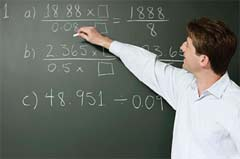 1 a) 18.88 × □ / 0.08 □ = 1888 / 8
b) 2.365 × □ / 0.5 × □
c) 48.951 - 0.09